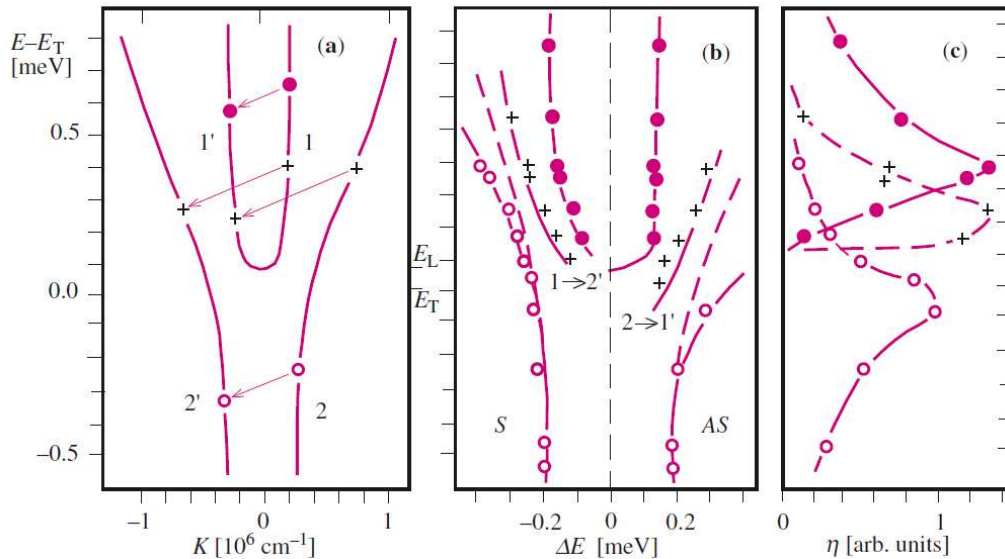 E–E_T
[meV]
(a)
(b)
(c)
1'
1
0.5
E_L
0.0
E_T
1→2'
2→1'
2'
2
S
AS
–0.5
–1
0
1
–0.2
0
0.2
0
1
K [10^6 cm^–1]
ΔE [meV]
η [arb. units]